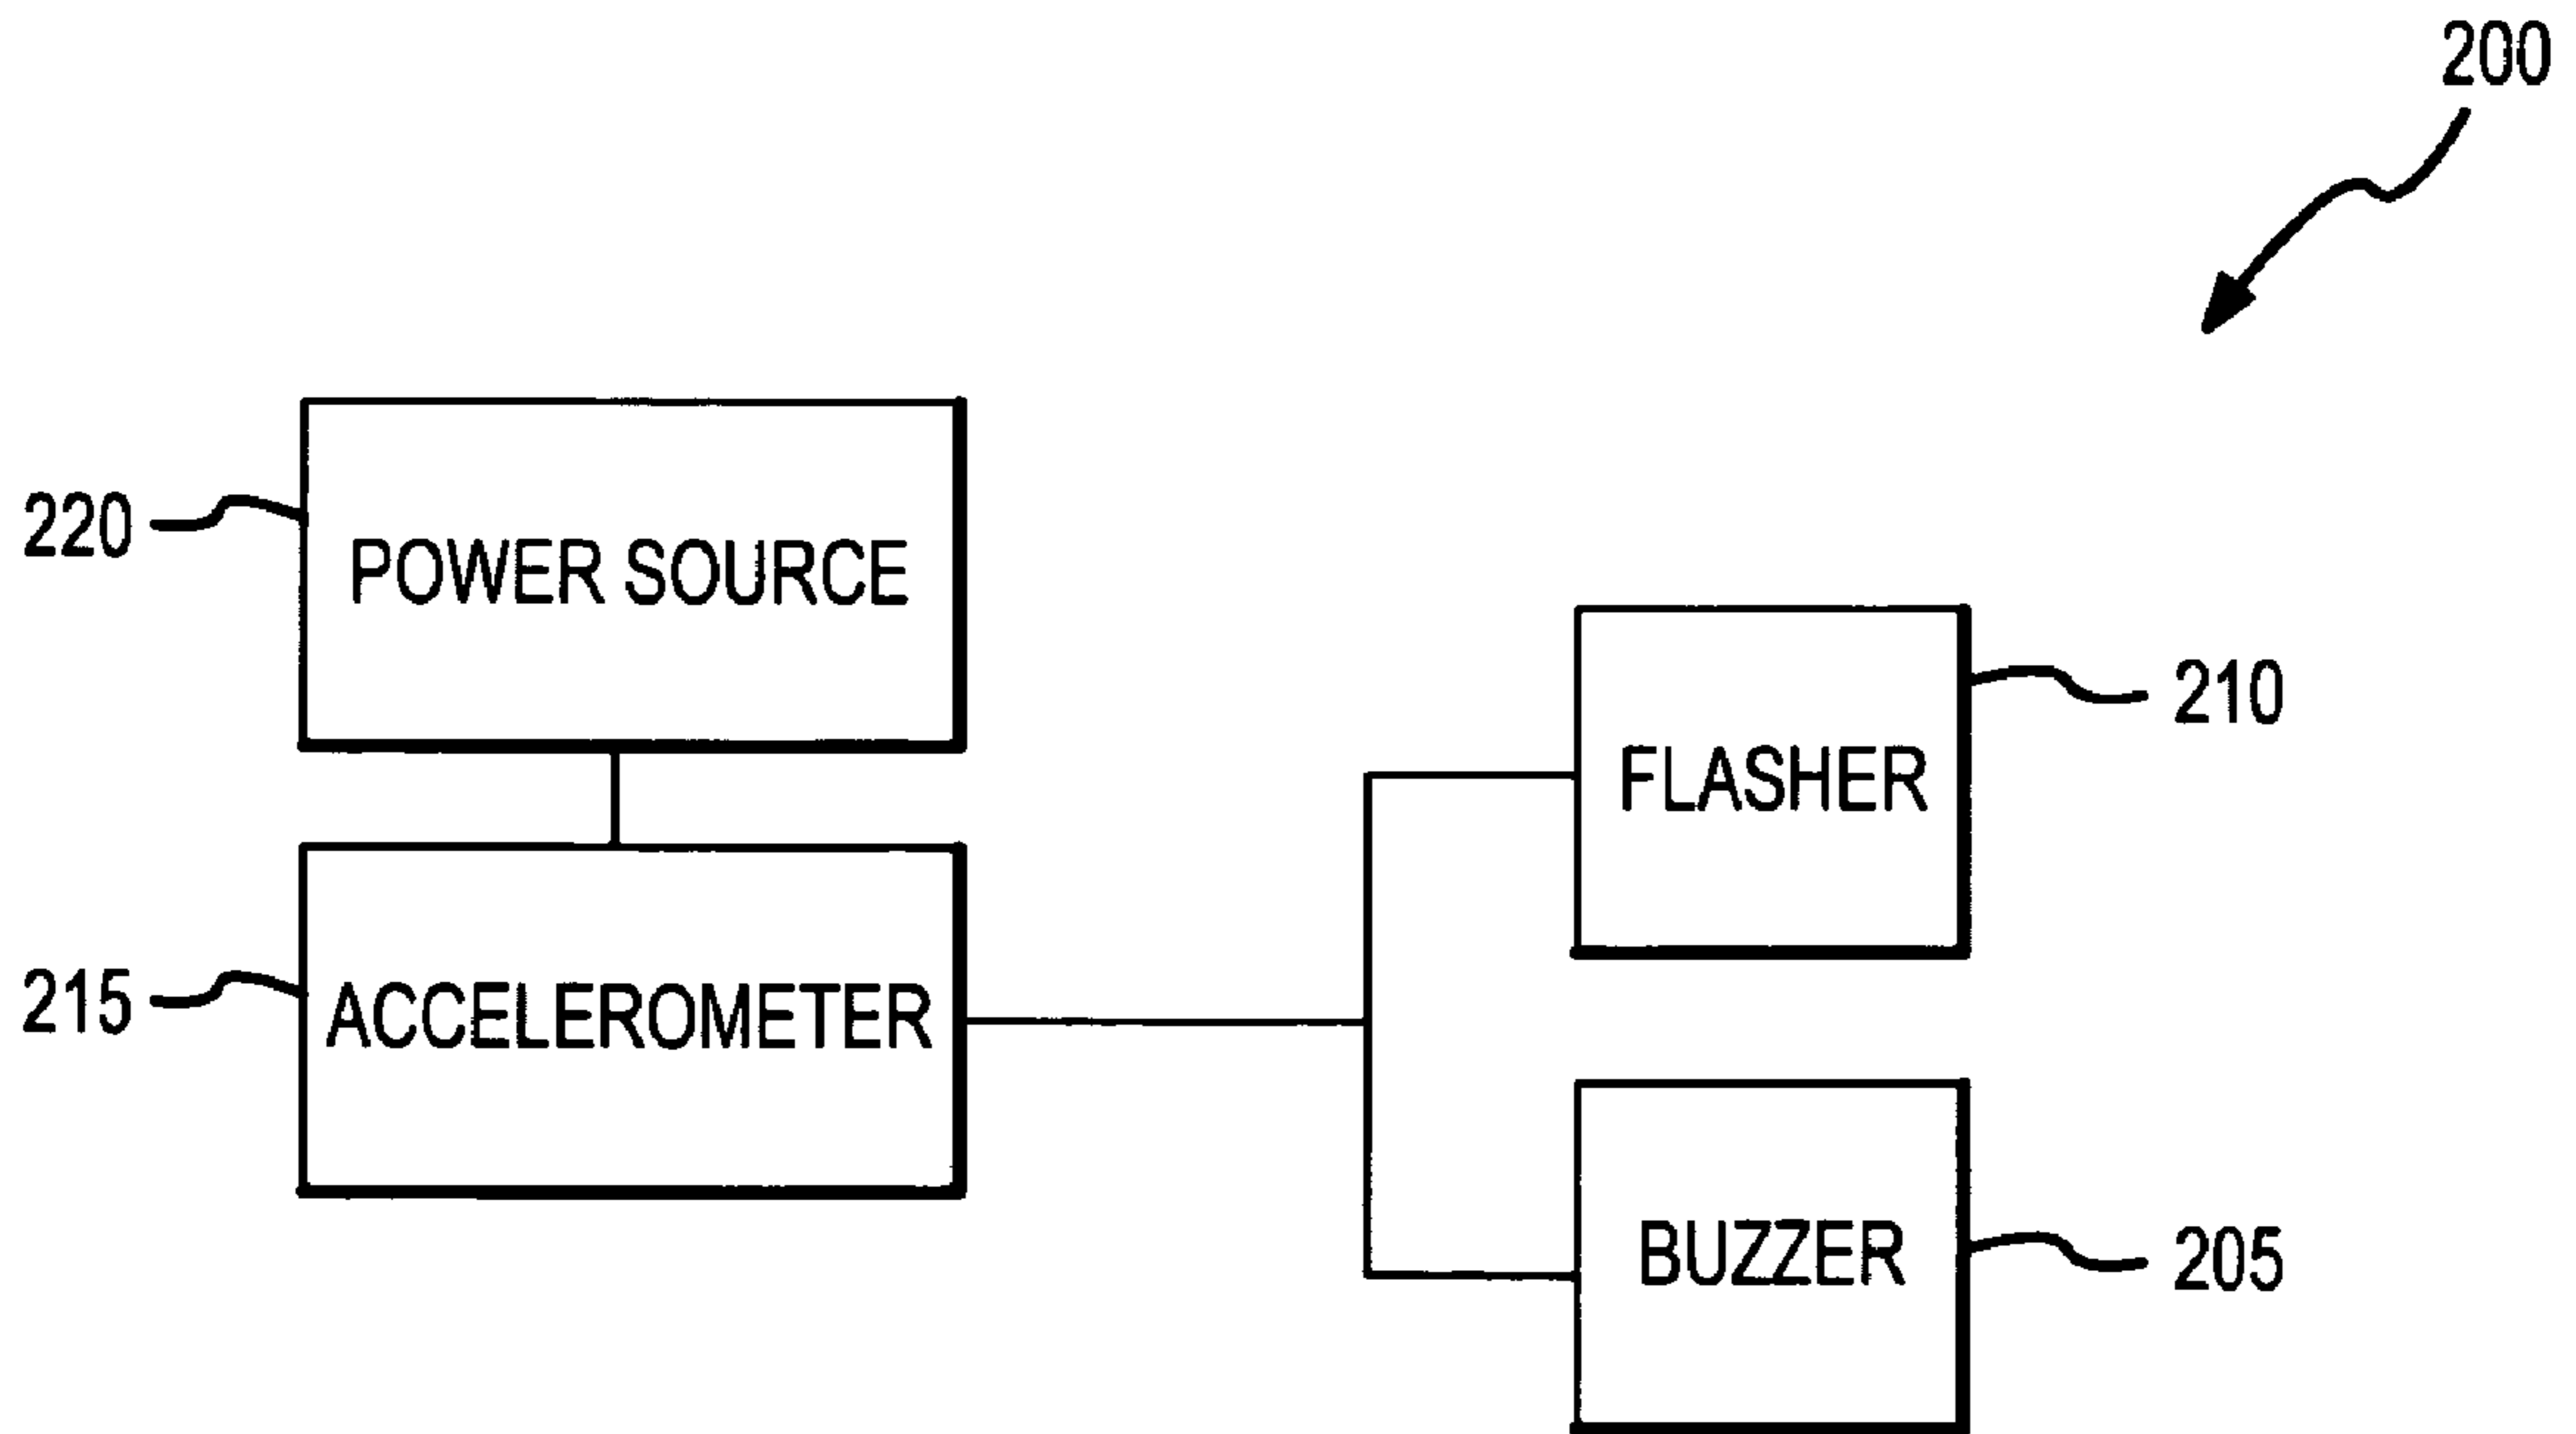 200
220
POWER SOURCE
210
FLASHER
215
ACCELEROMETER
BUZZER
205